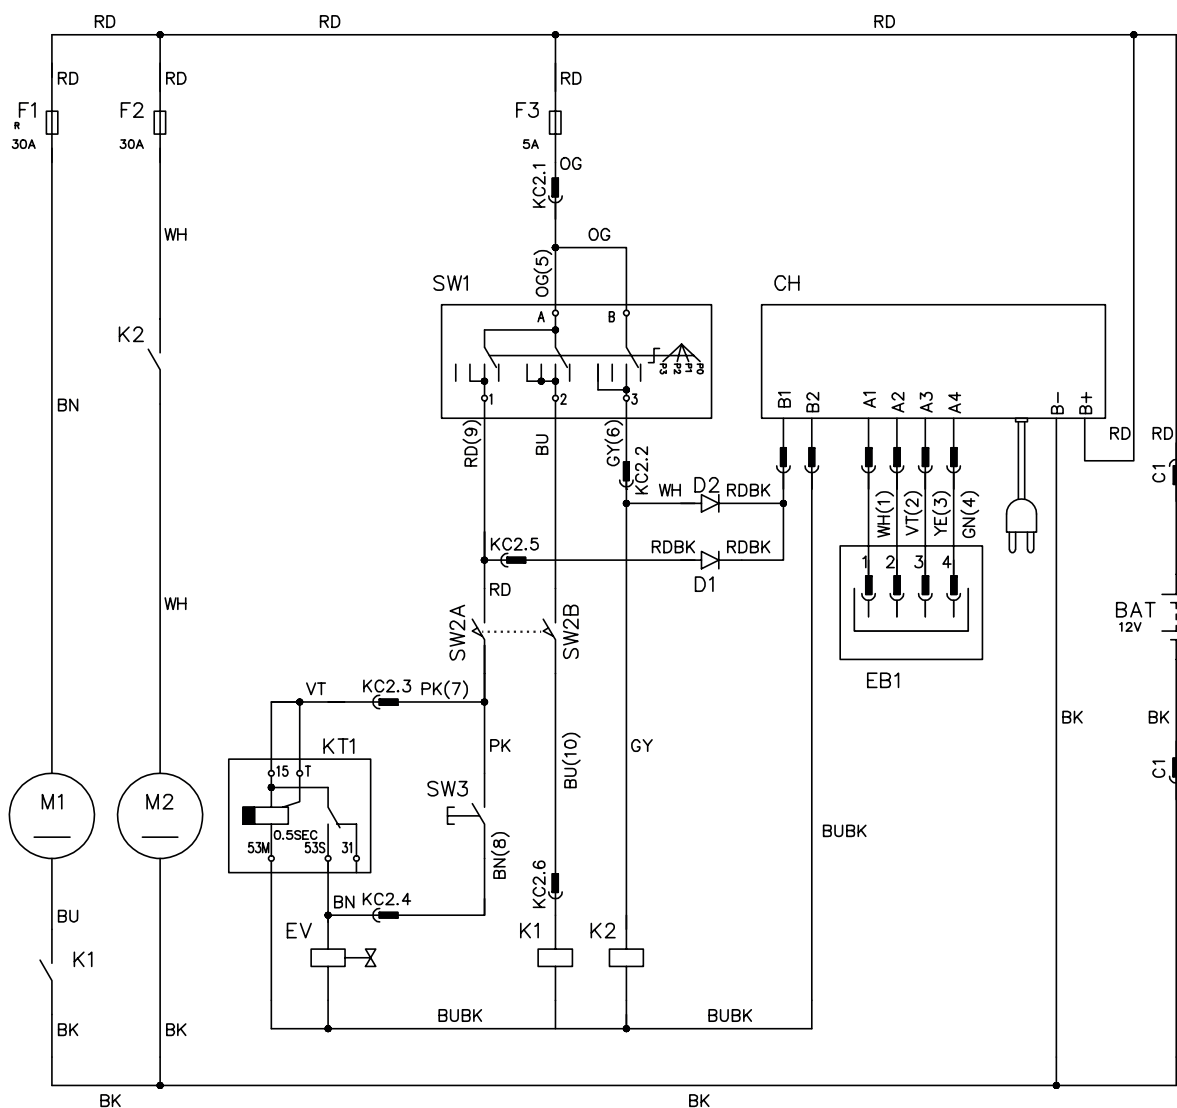 RD RD RD
RD RD RD
F1 F2 F3
R
30A 30A 5A
OG
KC2.1
WH OG
OG(5)
SW1 CH
A B
K2
P3 P2 P1 P0
1 2 3
B1 B2 A1 A2 A3 A4 B- B+
BN
RD(9) BU GY(6) KC2.2
RD RD
C1
WH D2 RDBK
WH(1) VT(2) YE(3) GN(4)
KC2.5 RDBK RDBK
D1
1 2 3 4
RD
WH
SW2A SW2B
BAT
12V
EB1
VT KC2.3 PK(7)
KT1 PK BU(10) GY BK BK
15 T
C1
M1 M2
SW3
0.5SEC
53M 53S 31
BUBK
BN(8)
KC2.6
BN KC2.4
BU
EV K1 K2
K1
BUBK BUBK
BK BK
BK BK